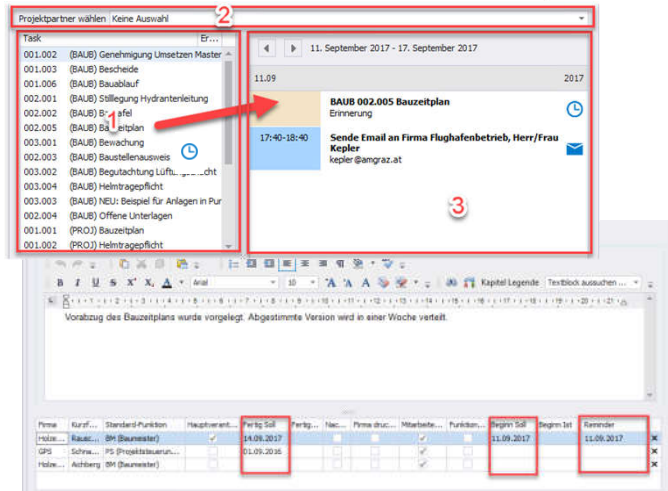 Projektpartner wählen Keine Auswahl
2
Task Er...
001.002 (BAUB) Genehmigung Umsetzen Master
001.003 (BAUB) Bescheide
001.006 (BAUB) Bauablauf
002.001 (BAUB) Stillegung Hydrantenleitung
002.002 (BAUB)
002.005 (BAUB)
003.001 (BAUB) Bewachung
002.003 (BAUB) Baustellenausweis
003.002 (BAUB) Begutachtung
003.004 (BAUB) Helmtragepflicht
003.003 (BAUB) NEU: Beispiel für Anlagen in Pur
002.004 (BAUB) Offene Unterlagen
001.001 (PROJ) Bauzeitplan
001.002 (PROJ) Helmtragepflicht
1
11. September 2017 - 17. September 2017
11.09 2017
BAUB 002.005 Bauzeitplan
Erinnerung
17:40-18:40 Sende Email an Firma Flughafenbetrieb, Herr/Frau
Kepler
kepler@amgraz.at
3
B I U S X X A Arial 10 A A A Kapitel Legende Textblock aussuchen ...
Vorabzug des Bauzeitplans wurde vorgelegt. Abgestimmte Version wird in einer Woche verteilt.
Firma Kurzf... Standard-Funktion Hauptverant... Fertig Soll Fertig... Nac... Firma druc... Mitarbeite... Funktion... Beginn Soll Beginn Ist Reminder
Holze... Rausc... BM (Baumeister) 14.09.2017 11.09.2017 11.09.2017
GPS Schna... PS (Projektsteuerun... 01.09.2016
Holze... Achberg BM (Baumeister)